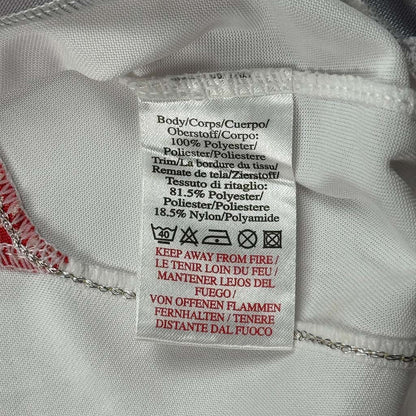 Body/Corps/Cuerpo/
Oberstoff/Corpo:
100% Polyester/
Poliester/Poliestere
Trim/La bordure du tissu/
Remate de tela/Zierstoff/
Tessuto di ritaglio:
81.5% Polyester/
Poliester/Poliestere
18.5% Nylon/Polyamide
40
KEEP AWAY FROM FIRE /
LE TENIR LOIN DU FEU /
MANTENER LEJOS DEL
FUEGO /
VON OFFENEN FLAMMEN
FERNHALTEN / TENERE
DISTANTE DAL FUOCO